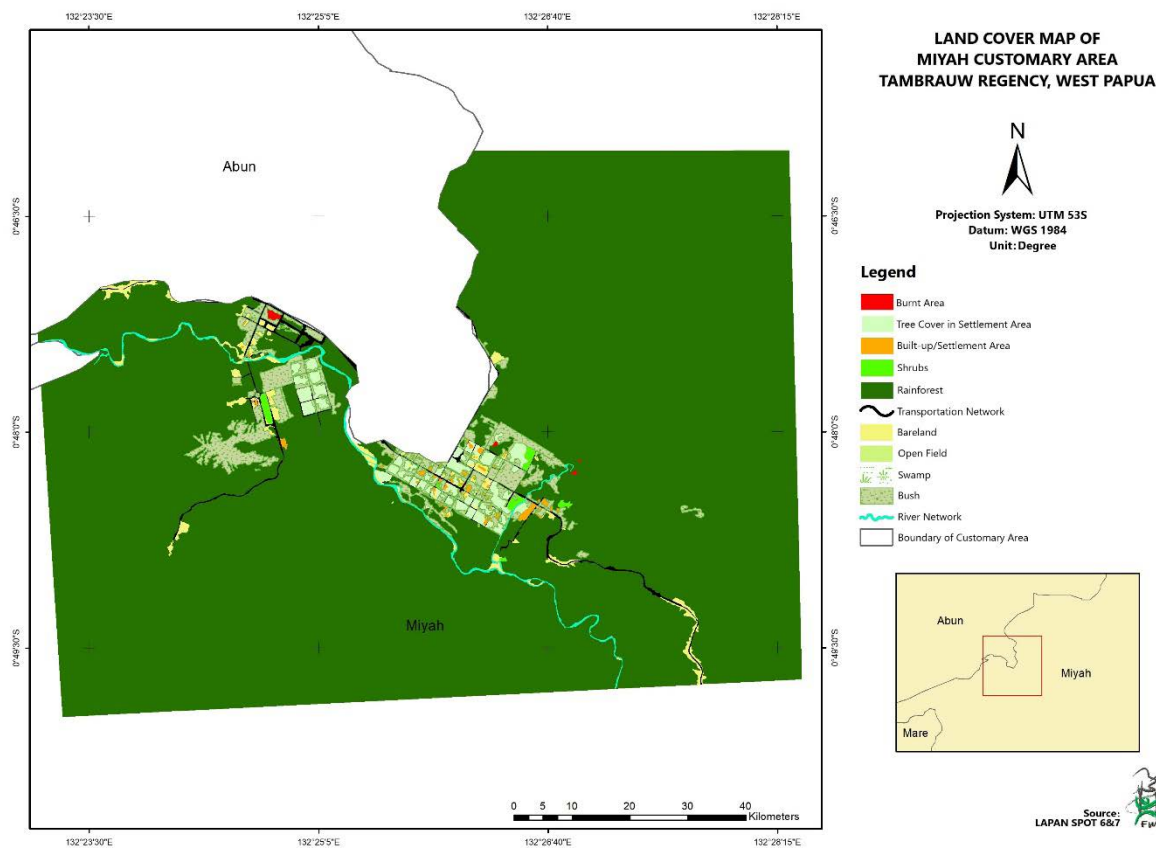 132°23'30"E 132°25'5"E 132°26'40"E 132°28'15"E
LAND COVER MAP OF
MIYAH CUSTOMARY AREA
TAMBRAUW REGENCY, WEST PAPUA
N
Projection System: UTM 53S
Datum: WGS 1984
Unit: Degree
Abun
0°46'30"S 0°46'30"S
0°48'0"S 0°48'0"S
Miyah
0°49'30"S 0°49'30"S
Legend
Burnt Area
Tree Cover in Settlement Area
Built-up/Settlement Area
Shrubs
Rainforest
Transportation Network
Bareland
Open Field
Swamp
Bush
River Network
Boundary of Customary Area
Abun
Miyah
Mare
0 5 10 20 30 40
Kilometers
Source:
LAPAN SPOT 6&7
132°23'30"E 132°25'5"E 132°26'40"E 132°28'15"E